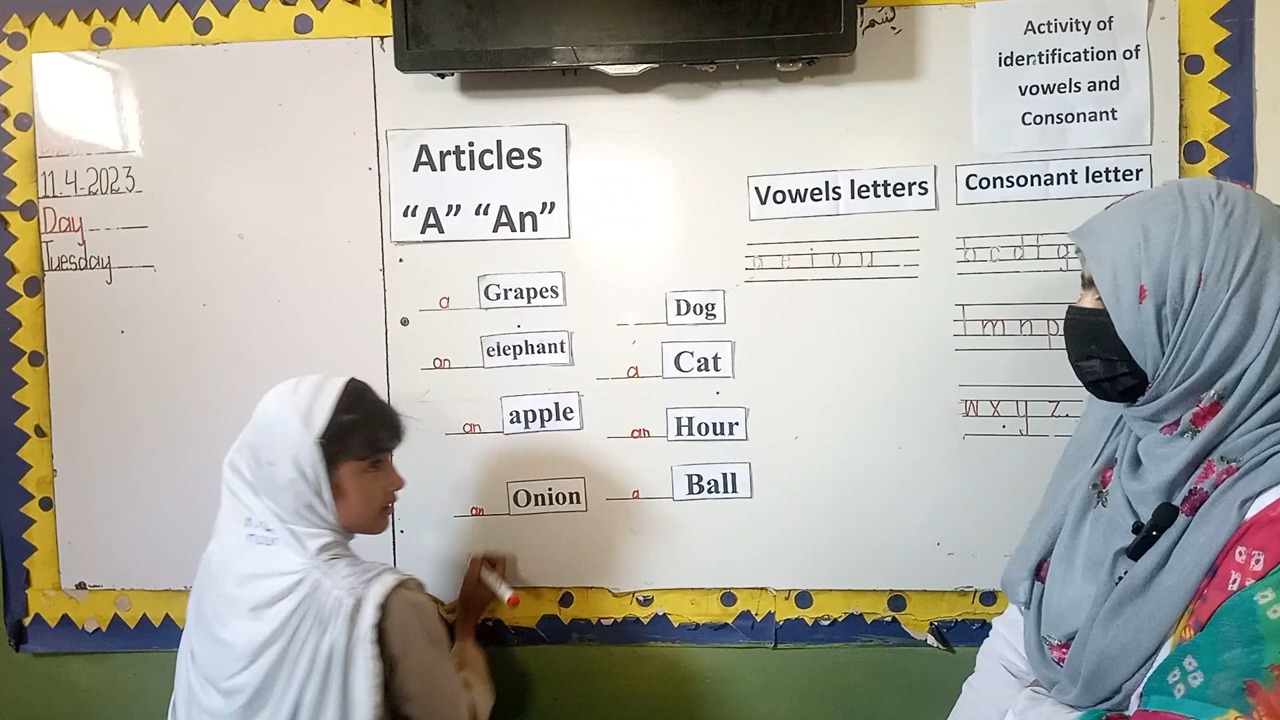 11.4-2023
Day
Tuesday
Articles
“A” “An”
a Grapes
an elephant
an apple
an Onion
Dog
a Cat
an Hour
a Ball
Activity of
identification of
vowels and
Consonant
Vowels letters
a e i o u
Consonant letter
b c d f g
l m n p
w x y z.